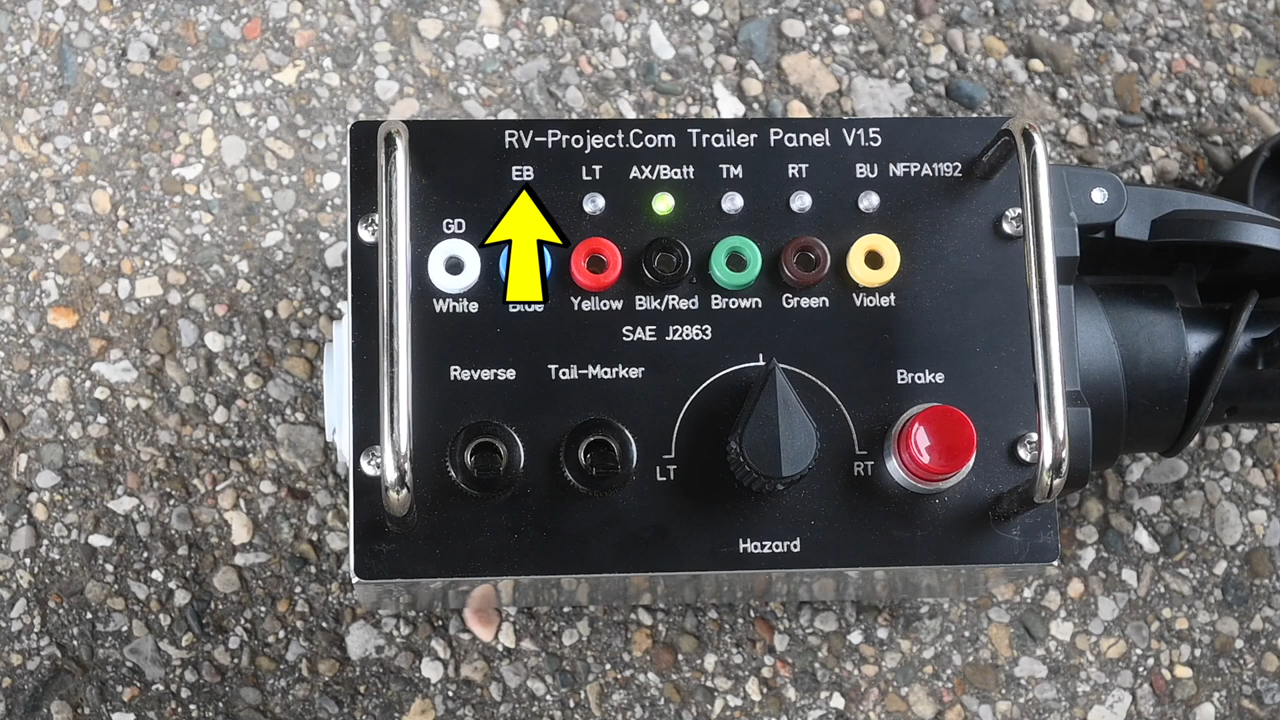 RV-Project.Com Trailer Panel V1.5
EB LT AX/Batt TM RT BU NFPA1192
GD
White Blue Yellow Blk/Red Brown Green Violet
SAE J2863
Reverse Tail-Marker Brake
LT RT
Hazard